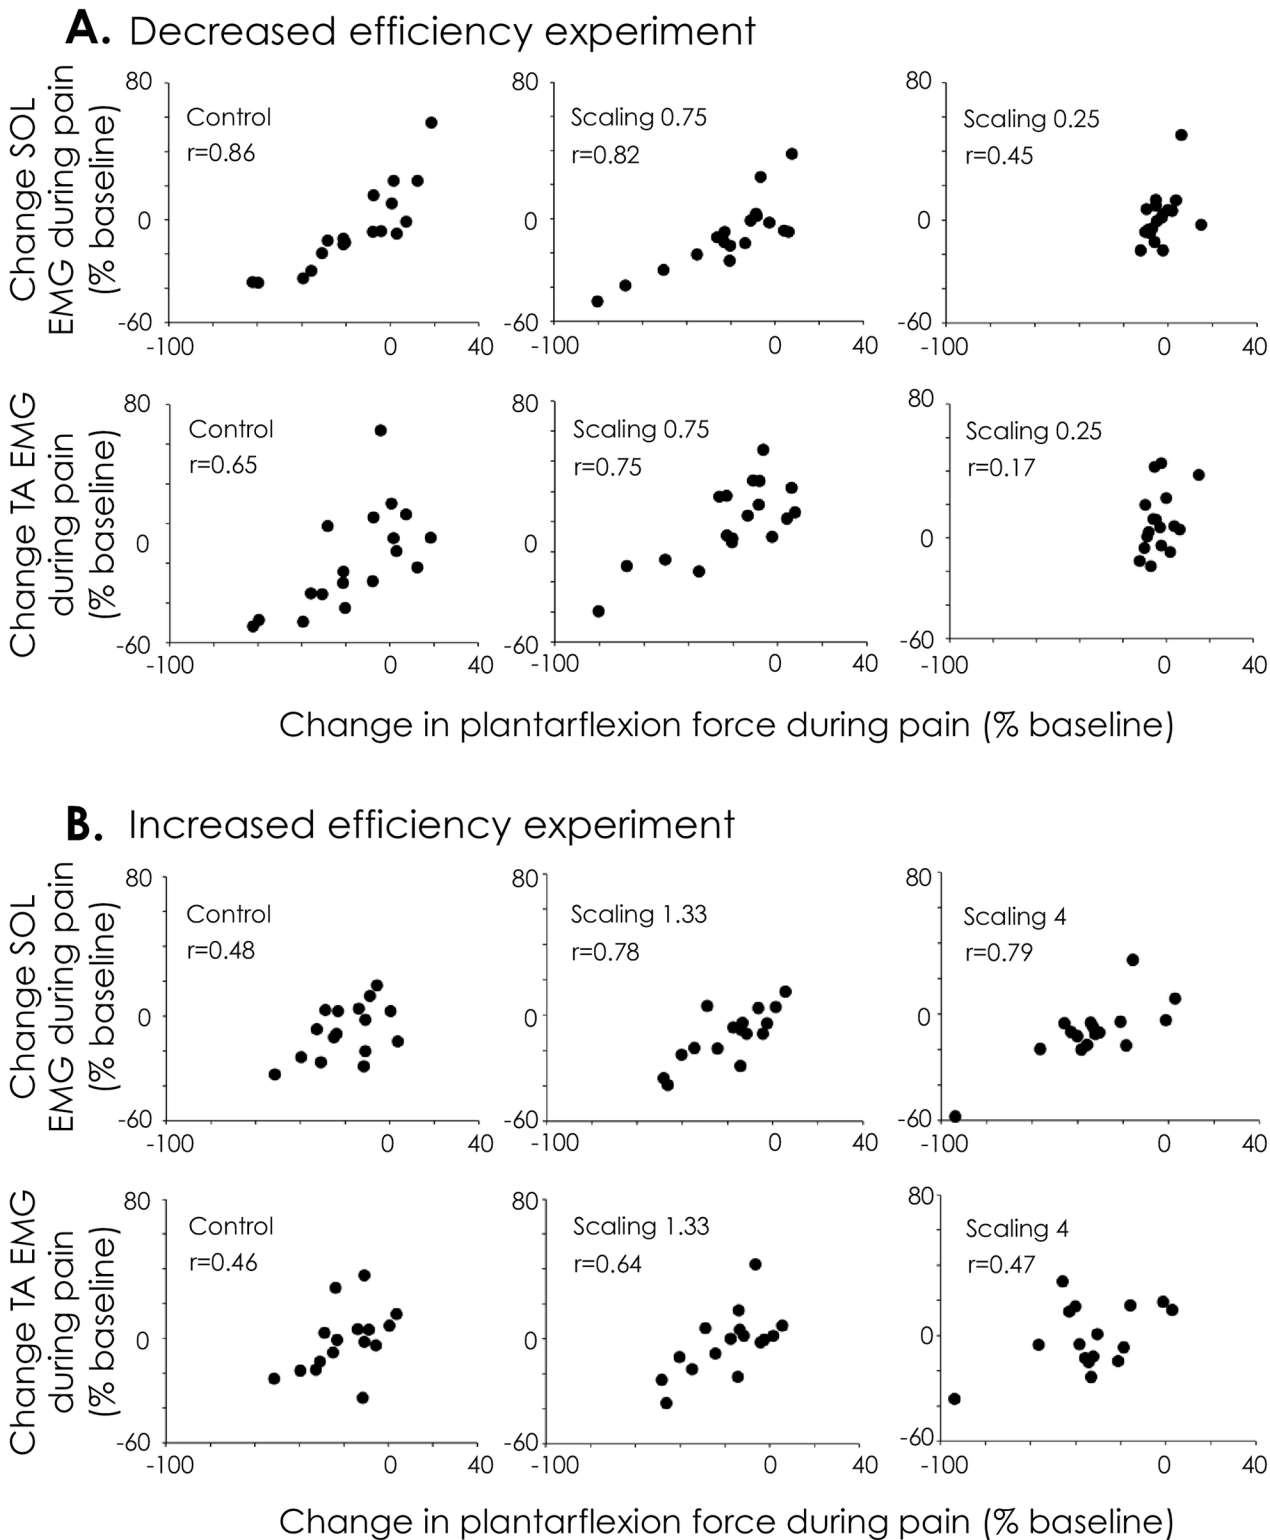 A. Decreased efficiency experiment
Change SOL
EMG during pain
(% baseline)
80
0
-60
-100
0
40
Control
r=0.86
80
0
-60
-100
0
40
Scaling 0.75
r=0.82
80
0
-60
-100
0
40
Scaling 0.25
r=0.45
Change TA EMG
during pain
(% baseline)
80
0
-60
-100
0
40
Control
r=0.65
80
0
-60
-100
0
40
Scaling 0.75
r=0.75
80
0
-60
-100
0
40
Scaling 0.25
r=0.17
Change in plantarflexion force during pain (% baseline)
B. Increased efficiency experiment
Change SOL
EMG during pain
(% baseline)
80
0
-60
-100
0
40
Control
r=0.48
80
0
-60
-100
0
40
Scaling 1.33
r=0.78
80
0
-60
-100
0
40
Scaling 4
r=0.79
Change TA EMG
during pain
(% baseline)
80
0
-60
-100
0
40
Control
r=0.46
80
0
-60
-100
0
40
Scaling 1.33
r=0.64
80
0
-60
-100
0
40
Scaling 4
r=0.47
Change in plantarflexion force during pain (% baseline)